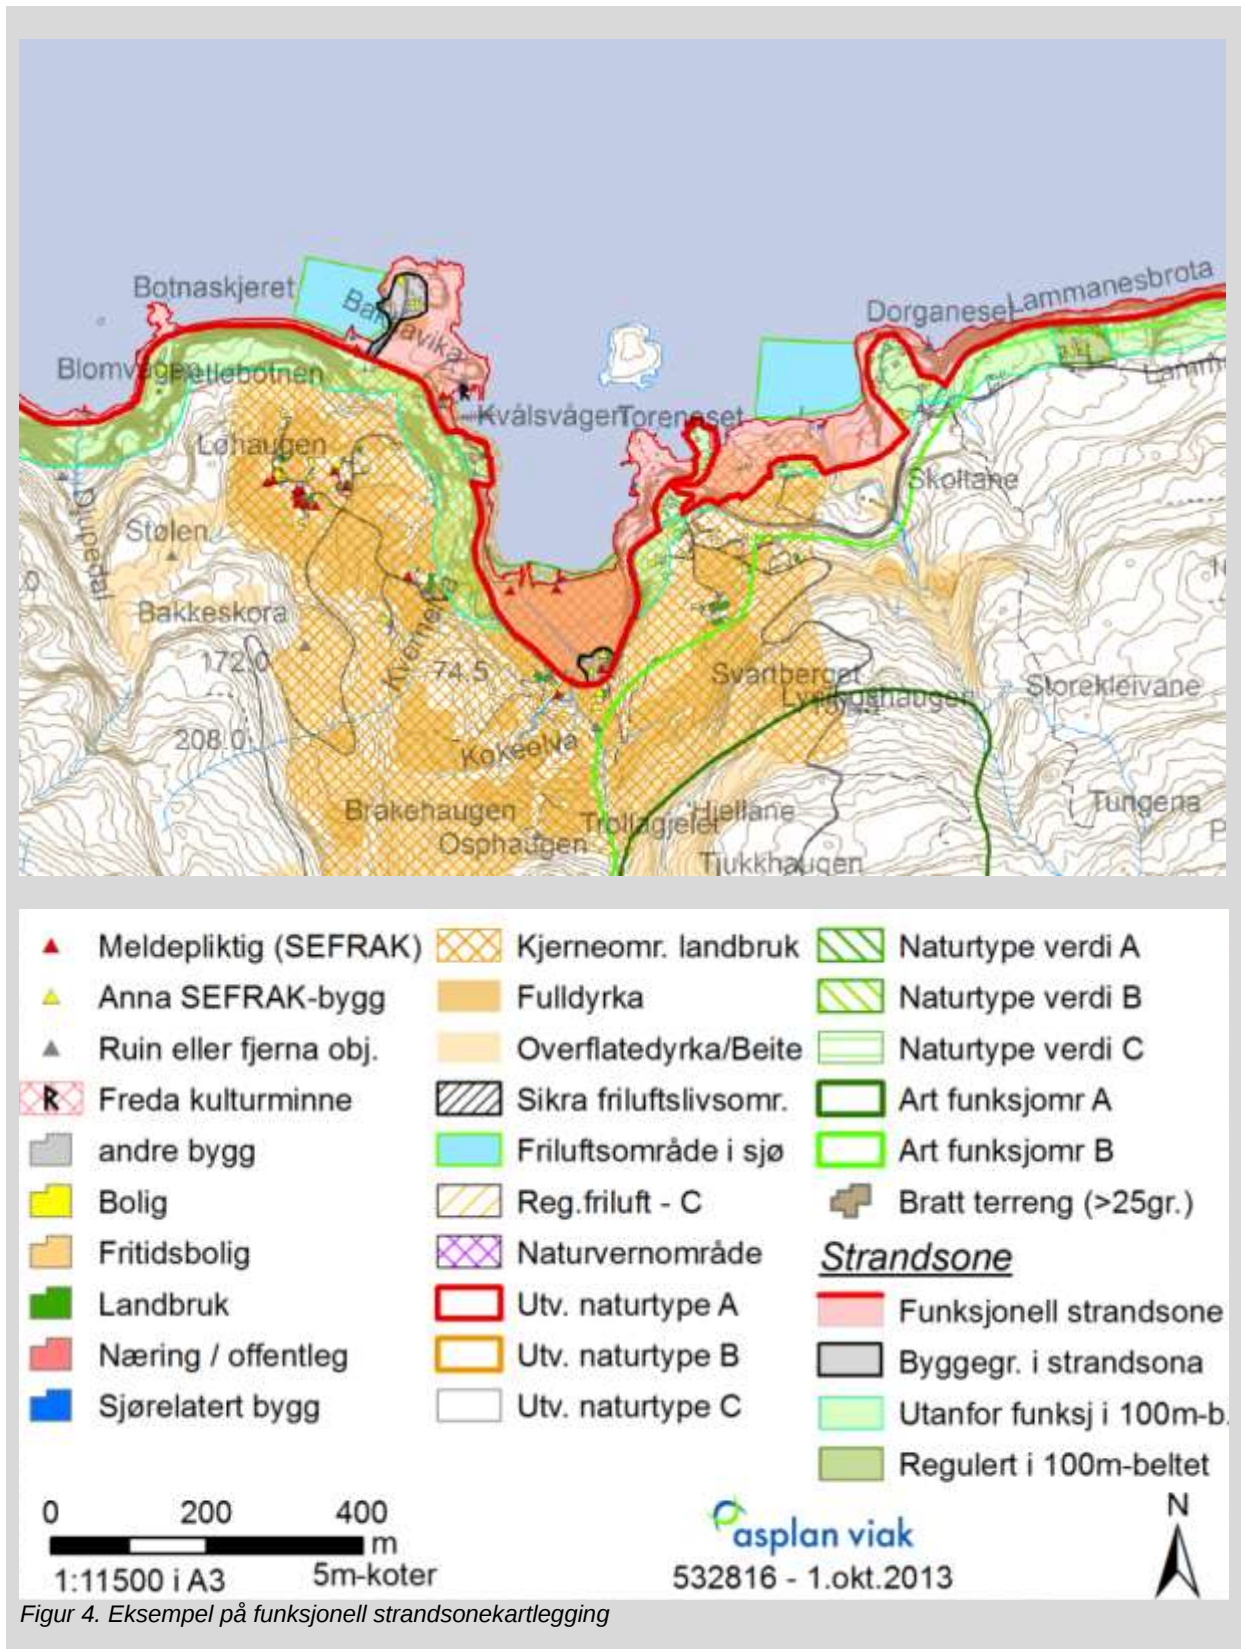 Botnaskjeret
Lammanesbrota
Dorganeset
Kvålsvågen
Toreneset
Løhaugen
Skoltane
Stølen
Djupadal
Bakkeskora
172.0
74.5
Svartberget
Storekleivane
208.0
Kokeelva
Tungena
Brakehaugen
Hjellane
Osphaugen
Trollagjelet
Tjukkhaugen
Meldepliktig (SEFRAK)
Anna SEFRAK-bygg
Ruin eller fjerna obj.
R Freda kulturminne
andre bygg
Bolig
Fritidsbolig
Landbruk
Næring / offentleg
Sjørelatert bygg
Kjerneomr. landbruk
Fulldyrka
Overflatedyrka/Beite
Sikra friluftslivsomr.
Friluftsområde i sjø
Reg.friluft - C
Naturvernområde
Utv. naturtype A
Utv. naturtype B
Utv. naturtype C
Naturtype verdi A
Naturtype verdi B
Naturtype verdi C
Art funksjomr A
Art funksjomr B
Bratt terreng (>25gr.)
Strandsone
Funksjonell strandsone
Byggegr. i strandsona
Utanfor funksj i 100m-b.
Regulert i 100m-beltet
0 200 400
m
1:11500 i A3 5m-koter
asplan viak
532816 - 1.okt.2013
N
Figur 4. Eksempel på funksjonell strandsonekartlegging